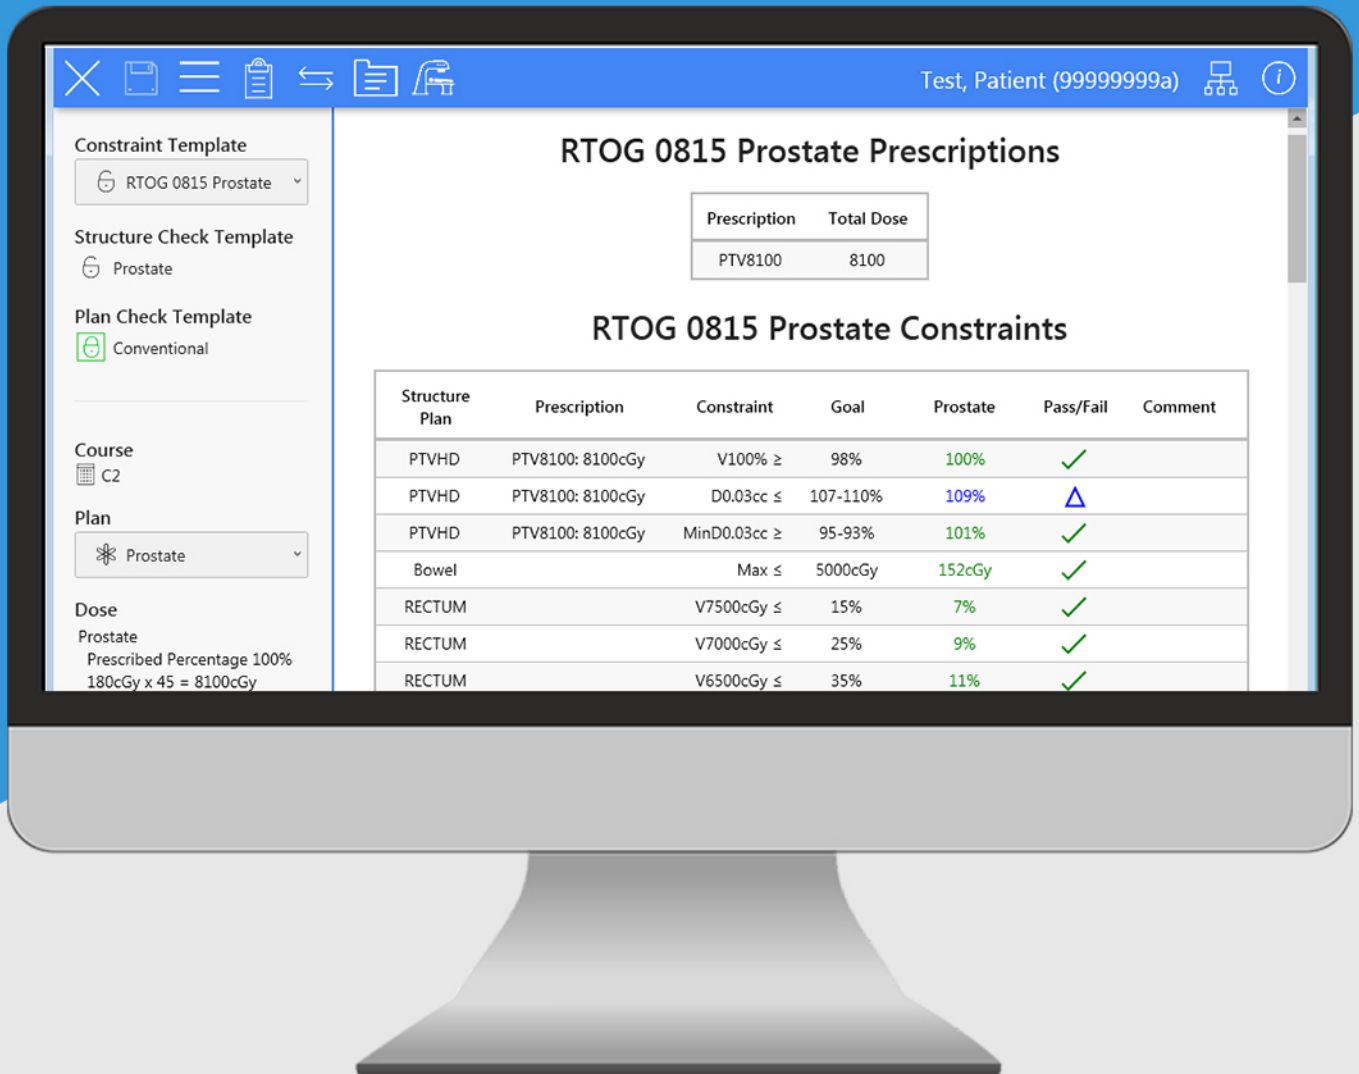 Test, Patient (99999999a)
Constraint Template
RTOG 0815 Prostate
Structure Check Template
Prostate
Plan Check Template
Conventional
Course
C2
Plan
Prostate
Dose
Prostate
Prescribed Percentage 100%
180cGy x 45 = 8100cGy
RTOG 0815 Prostate Prescriptions
Prescription Total Dose
PTV8100 8100
RTOG 0815 Prostate Constraints
Structure
Plan
Prescription Constraint Goal Prostate Pass/Fail Comment
PTVHD PTV8100: 8100cGy V100% ≥ 98% 100%
PTVHD PTV8100: 8100cGy D0.03cc ≤ 107-110% 109%
PTVHD PTV8100: 8100cGy MinD0.03cc ≥ 95-93% 101%
Bowel Max ≤ 5000cGy 152cGy
RECTUM V7500cGy ≤ 15% 7%
RECTUM V7000cGy ≤ 25% 9%
RECTUM V6500cGy ≤ 35% 11%